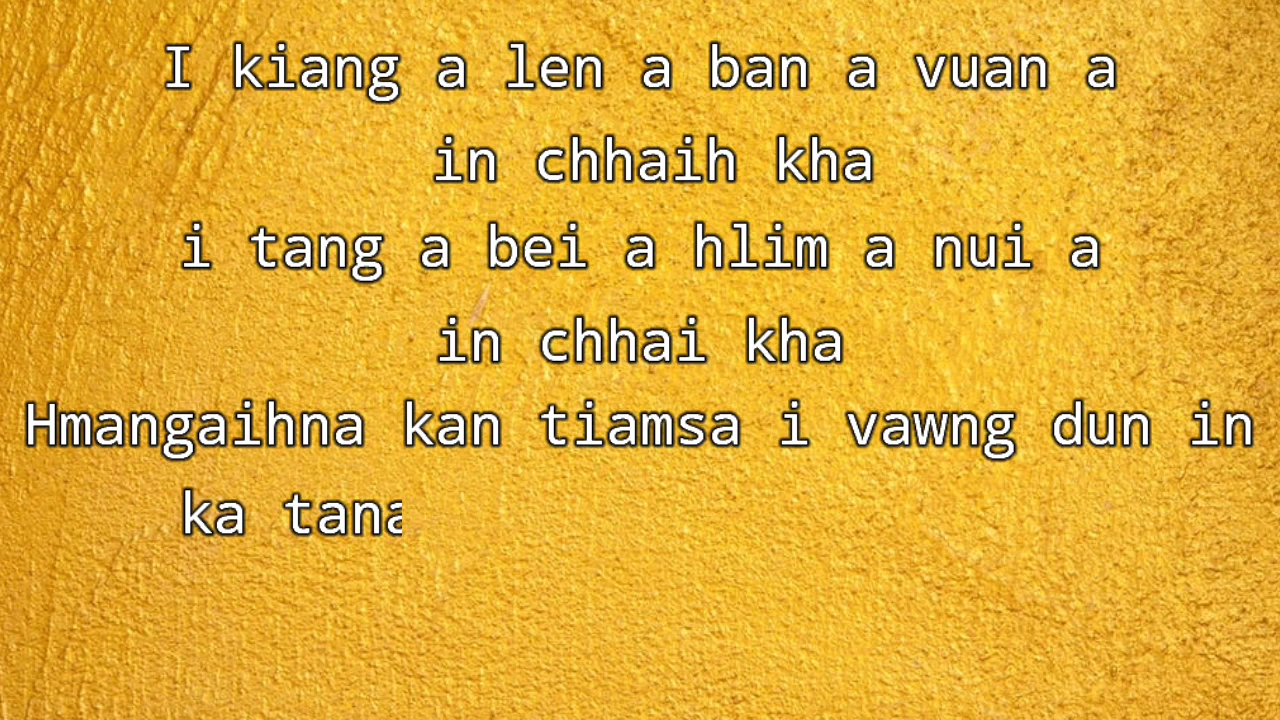 I kiang a len a ban a vuan a
in chhaih kha
i tang a bei a hlim a nui a
in chhai kha
Hmangaihna kan tiamsa i vawng dun in
ka tana